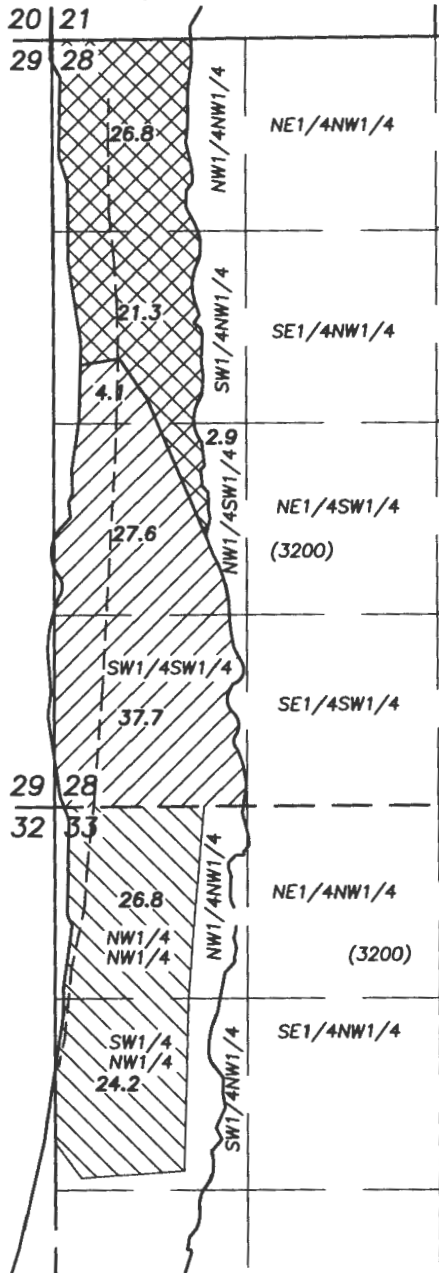 20 21
29 28
26.8
NW1/4NW1/4
NE1/4NW1/4
21.3
SW1/4NW1/4
SE1/4NW1/4
4.1
2.9
27.6
NW1/4SW1/4
NE1/4SW1/4
(3200)
SW1/4SW1/4
37.7
SE1/4SW1/4
29 28
32 33
26.8
NW1/4
NW1/4
NW1/4NW1/4
NE1/4NW1/4
(3200)
SW1/4
NW1/4
24.2
SW1/4NW1/4
SE1/4NW1/4